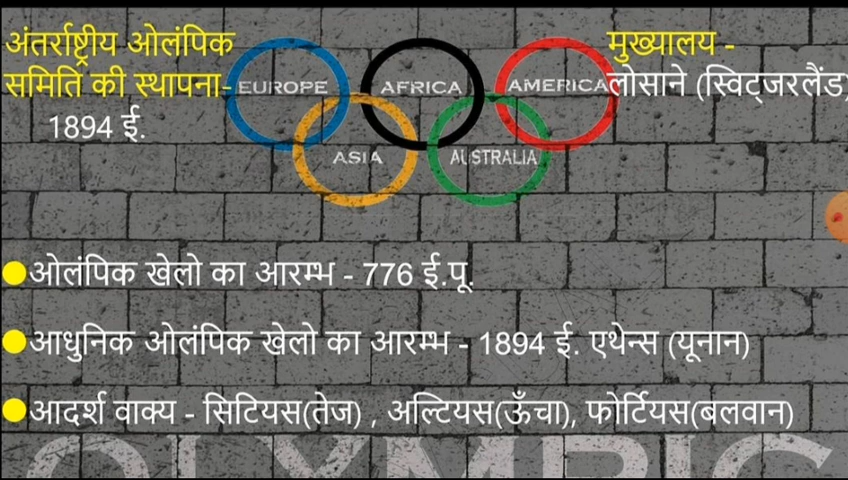 अंतर्राष्ट्रीय ओलंपिक
समिति की स्थापना-
1894 ई.
मुख्यालय -
लोसाने (स्विट्जरलैंड)
EUROPE
AFRICA
AMERICA
ASIA
AUSTRALIA
ओलंपिक खेलो का आरम्भ - 776 ई.पू.
आधुनिक ओलंपिक खेलो का आरम्भ - 1894 ई. एथेन्स (यूनान)
आदर्श वाक्य - सिटियस(तेज) , अल्टियस(ऊँचा), फोर्टियस(बलवान)
OLYMPIC